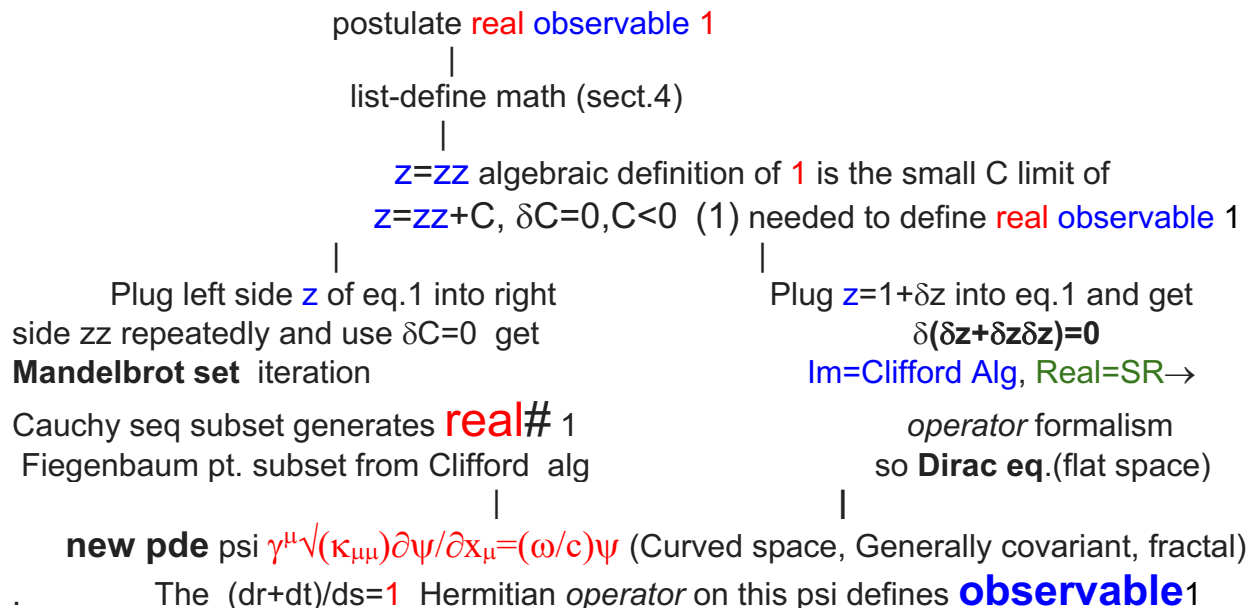 postulate real observable 1
|
list-define math (sect.4)
|
z=zz algebraic definition of 1 is the small C limit of
z=zz+C, δC=0,C<0 (1) needed to define real observable 1
| |
Plug left side z of eq.1 into right Plug z=1+δz into eq.1 and get
side zz repeatedly and use δC=0 get δ(δz+δzδz)=0
Mandelbrot set iteration Im=Clifford Alg, Real=SR→
Cauchy seq subset generates real# 1 operator formalism
Fiegenbaum pt. subset from Clifford alg so Dirac eq.(flat space)
| |
new pde psi γ^μ√(κ_μμ)∂ψ/∂x_μ=(ω/c)ψ (Curved space, Generally covariant, fractal)
. The (dr+dt)/ds=1 Hermitian operator on this psi defines observable1